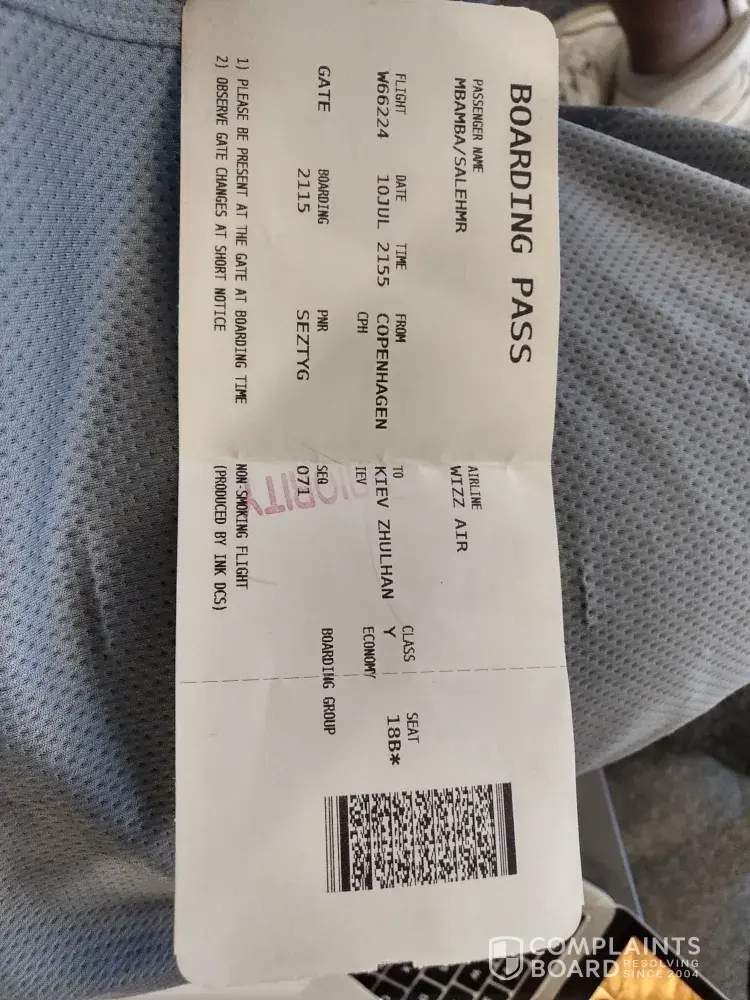 BOARDING PASS
PASSENGER NAME AIRLINE
MBAMBA/SALEHMR WIZZ AIR
FLIGHT DATE TIME FROM TO CLASS SEAT
W66224 10JUL 2155 COPENHAGEN KIEV ZHULHAN Y 18B*
CPH IEV ECONOMY
GATE BOARDING PNR SEQ BOARDING GROUP
2115 SEZTYG 071
PRIORITY
1) PLEASE BE PRESENT AT THE GATE AT BOARDING TIME NON-SMOKING FLIGHT
2) OBSERVE GATE CHANGES AT SHORT NOTICE (PRODUCED BY INK DCS)
COMPLAINTS
BOARD RESOLVING
SINCE 2004